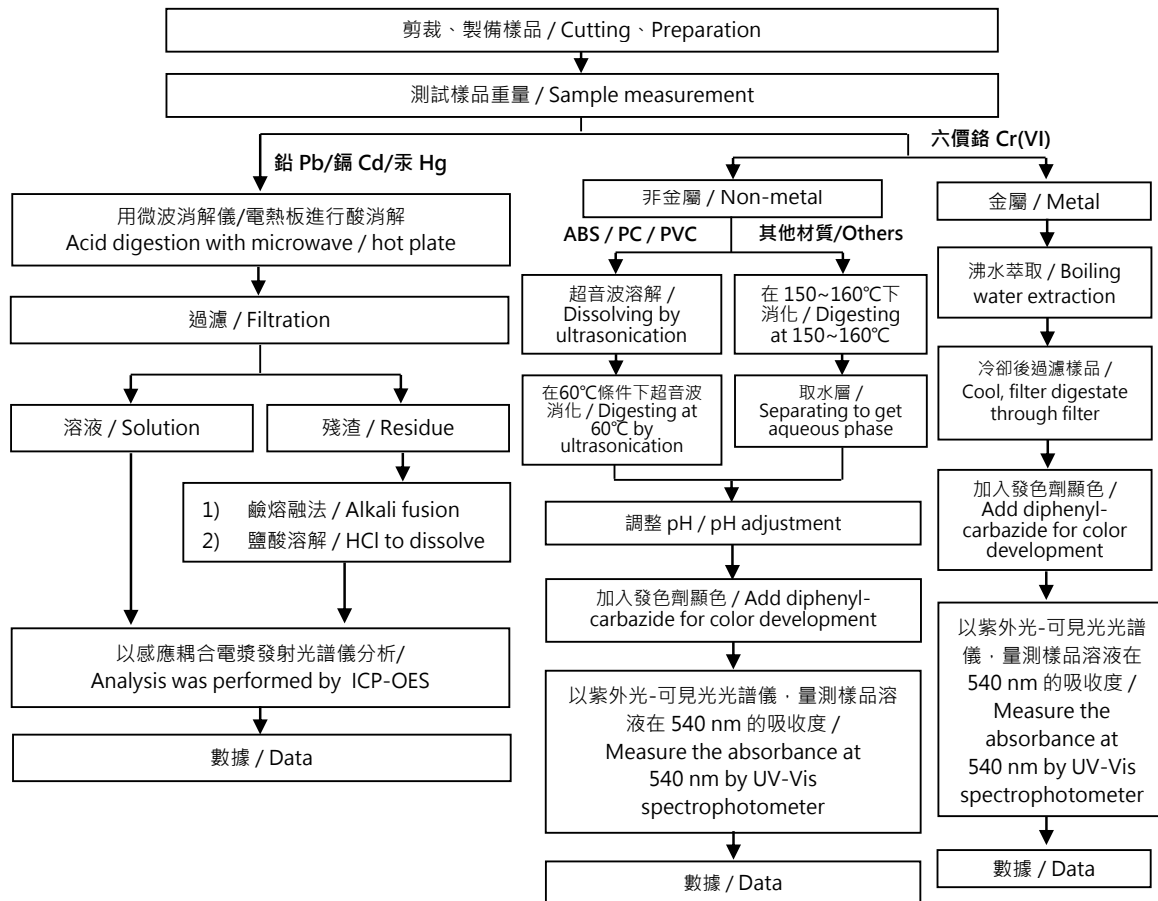 剪裁、製備樣品 / Cutting、Preparation
測試樣品重量 / Sample measurement
鉛 Pb/鎘 Cd/汞 Hg
六價鉻 Cr(VI)
用微波消解儀/電熱板進行酸消解
Acid digestion with microwave / hot plate
過濾 / Filtration
溶液 / Solution
殘渣 / Residue
1) 鹼熔融法 / Alkali fusion
2) 鹽酸溶解 / HCl to dissolve
以感應耦合電漿發射光譜儀分析/
Analysis was performed by ICP-OES
數據 / Data
非金屬 / Non-metal
ABS / PC / PVC
其他材質/Others
超音波溶解 /
Dissolving by
ultrasonication
在60℃條件下超音波
消化 / Digesting at
60℃ by
ultrasonication
在 150~160℃下
消化 / Digesting
at 150~160℃
取水層 /
Separating to get
aqueous phase
調整 pH / pH adjustment
加入發色劑顯色 / Add diphenyl-
carbazide for color development
以紫外光-可見光光譜儀，量測樣品溶
液在 540 nm 的吸收度 /
Measure the absorbance at
540 nm by UV-Vis
spectrophotometer
數據 / Data
金屬 / Metal
沸水萃取 / Boiling
water extraction
冷卻後過濾樣品 /
Cool, filter digestate
through filter
加入發色劑顯色 /
Add diphenyl-
carbazide for color
development
以紫外光-可見光光譜
儀，量測樣品溶液在
540 nm 的吸收度 /
Measure the
absorbance at
540 nm by UV-Vis
spectrophotometer
數據 / Data